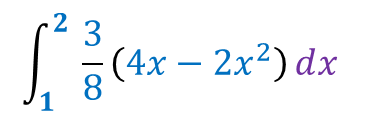 ∫₁² 3/8 (4x − 2x²) dx